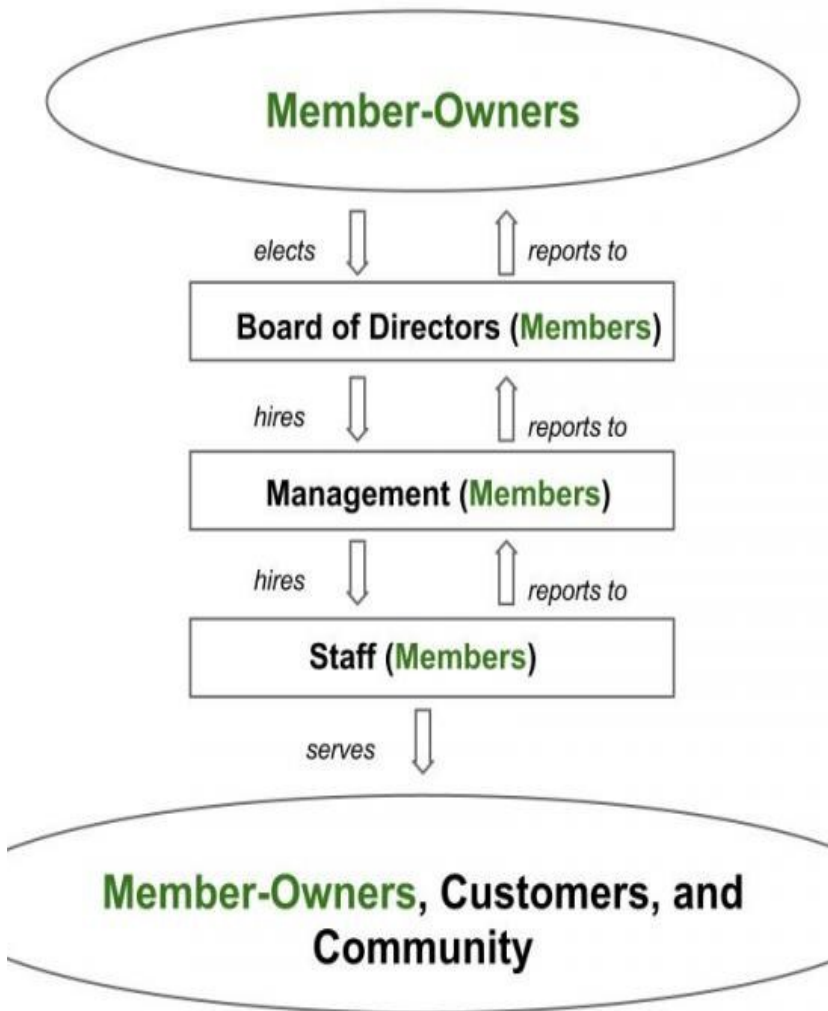 Member-Owners
elects
reports to
Board of Directors (Members)
hires
reports to
Management (Members)
hires
reports to
Staff (Members)
serves
Member-Owners, Customers, and
Community